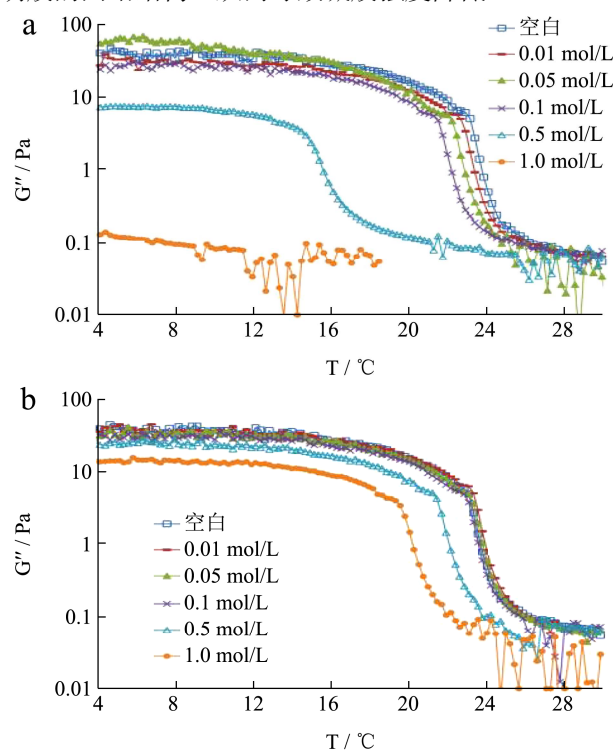 a
100
10
1
0.1
0.01
G″ / Pa
空白
0.01 mol/L
0.05 mol/L
0.1 mol/L
0.5 mol/L
1.0 mol/L
4 8 12 16 20 24 28
T / ℃
b
100
10
1
0.1
0.01
G″ / Pa
空白
0.01 mol/L
0.05 mol/L
0.1 mol/L
0.5 mol/L
1.0 mol/L
4 8 12 16 20 24 28
T / ℃